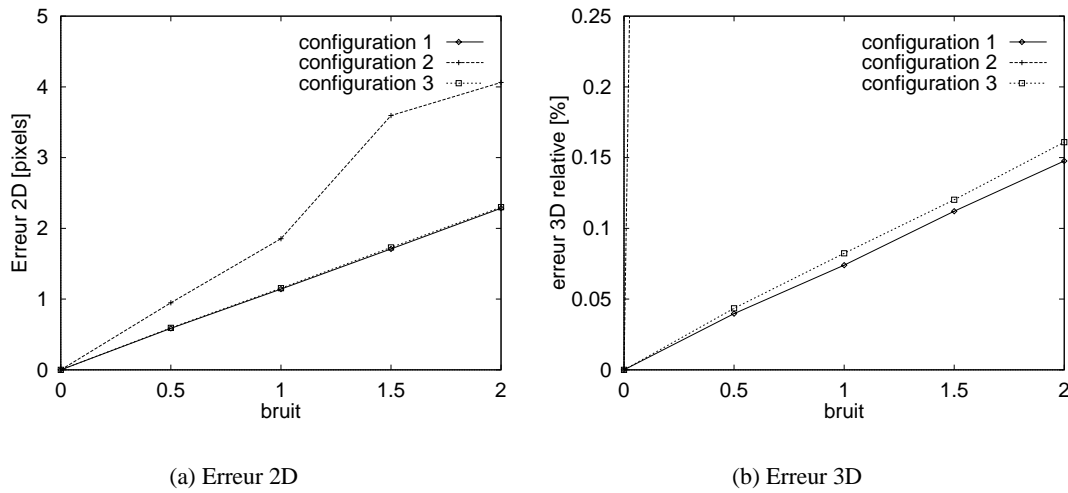 5
4
3
2
1
0
Erreur 2D [pixels]
configuration 1
configuration 2
configuration 3
0
0.5
1
1.5
2
bruit
(a) Erreur 2D
0.25
0.2
0.15
0.1
0.05
0
erreur 3D relative [%]
configuration 1
configuration 2
configuration 3
0
0.5
1
1.5
2
bruit
(b) Erreur 3D